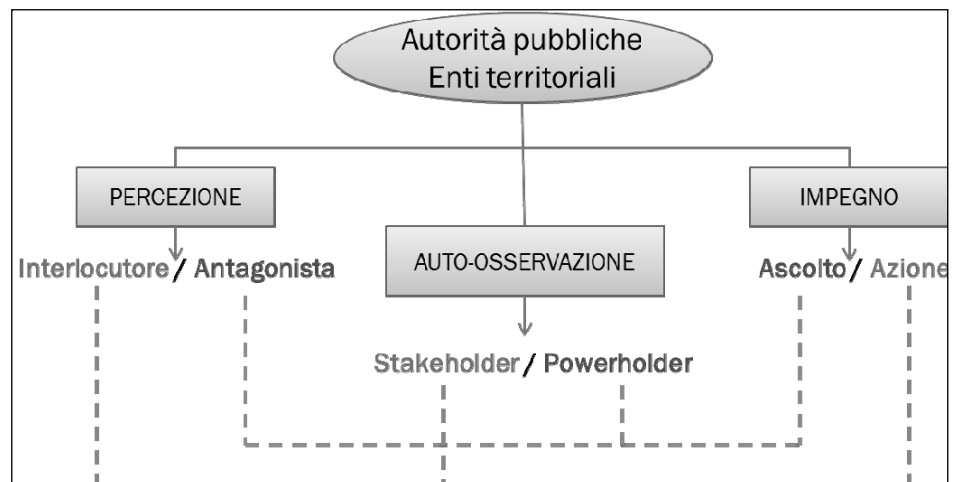 Autorità pubbliche
Enti territoriali
PERCEZIONE
IMPEGNO
Interlocutore / Antagonista
AUTO-OSSERVAZIONE
Ascolto / Azione
Stakeholder / Powerholder